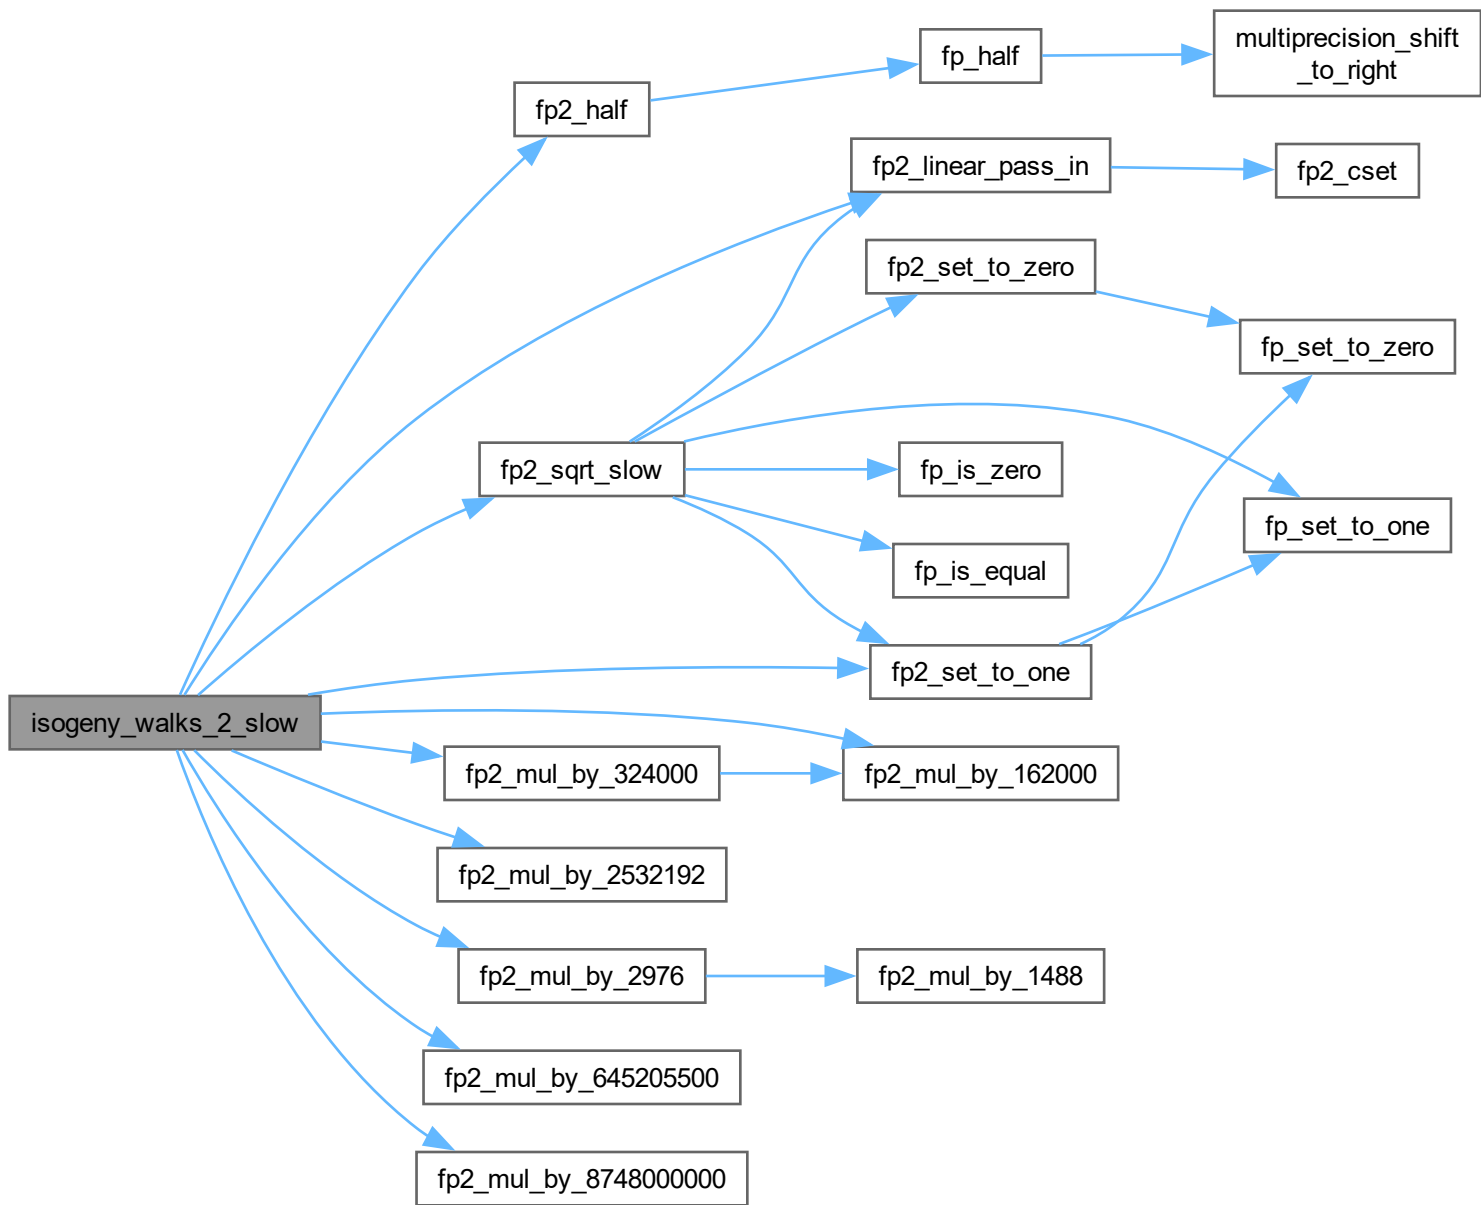 multiprecision_shift
_to_right
fp_half
fp2_half
fp2_linear_pass_in
fp2_cset
fp2_set_to_zero
fp_set_to_zero
fp2_sqrt_slow
fp_is_zero
fp_set_to_one
fp_is_equal
fp2_set_to_one
isogeny_walks_2_slow
fp2_mul_by_324000
fp2_mul_by_162000
fp2_mul_by_2532192
fp2_mul_by_2976
fp2_mul_by_1488
fp2_mul_by_645205500
fp2_mul_by_8748000000